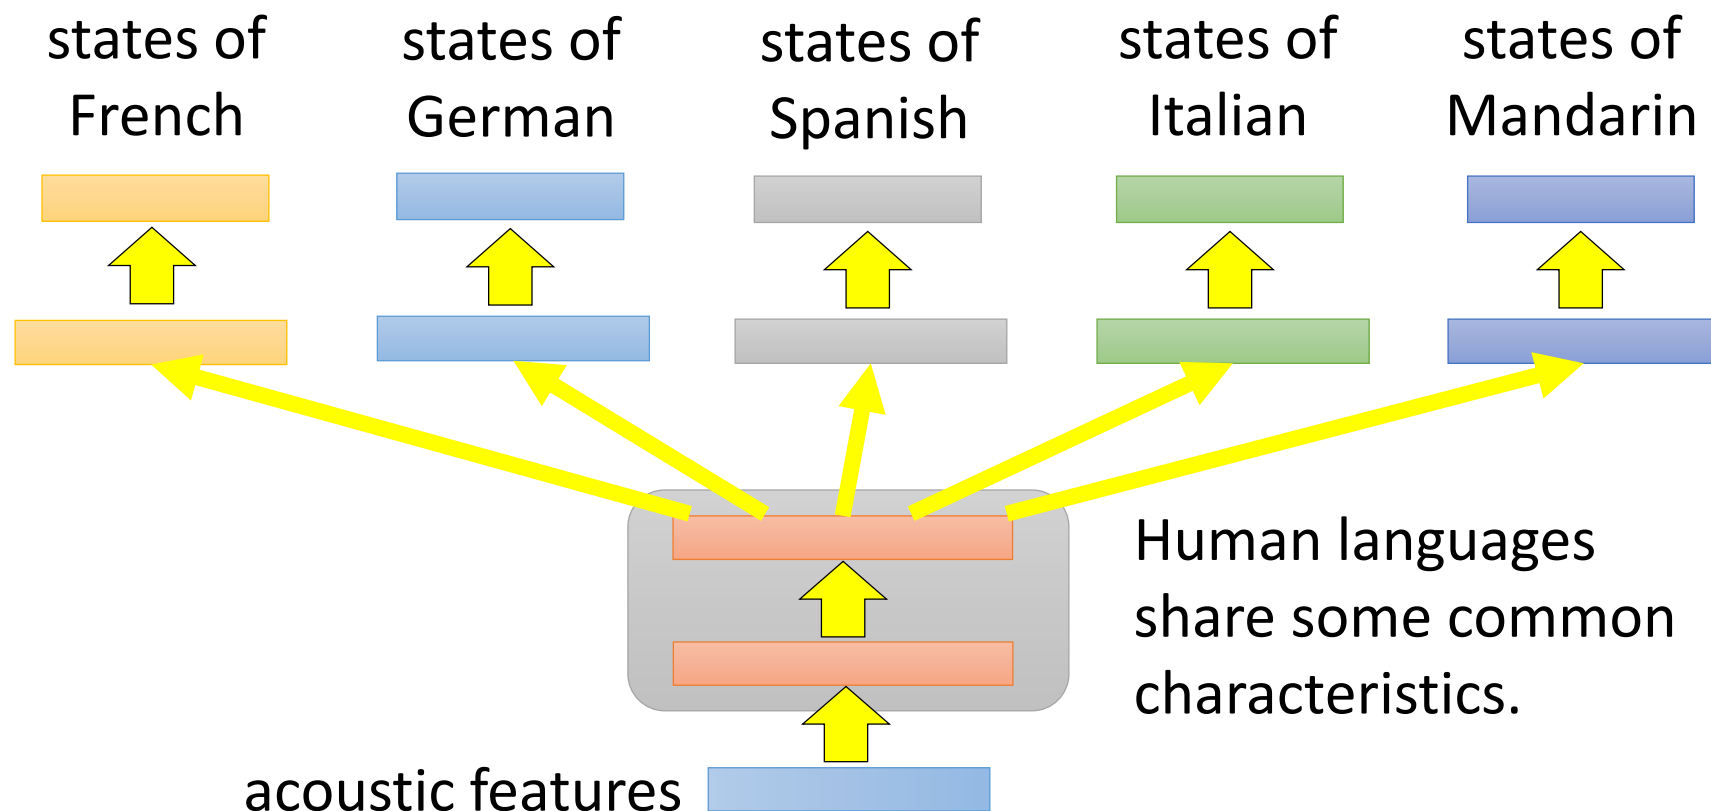 states of
French
states of
German
states of
Spanish
states of
Italian
states of
Mandarin
Human languages
share some common
characteristics.
acoustic features